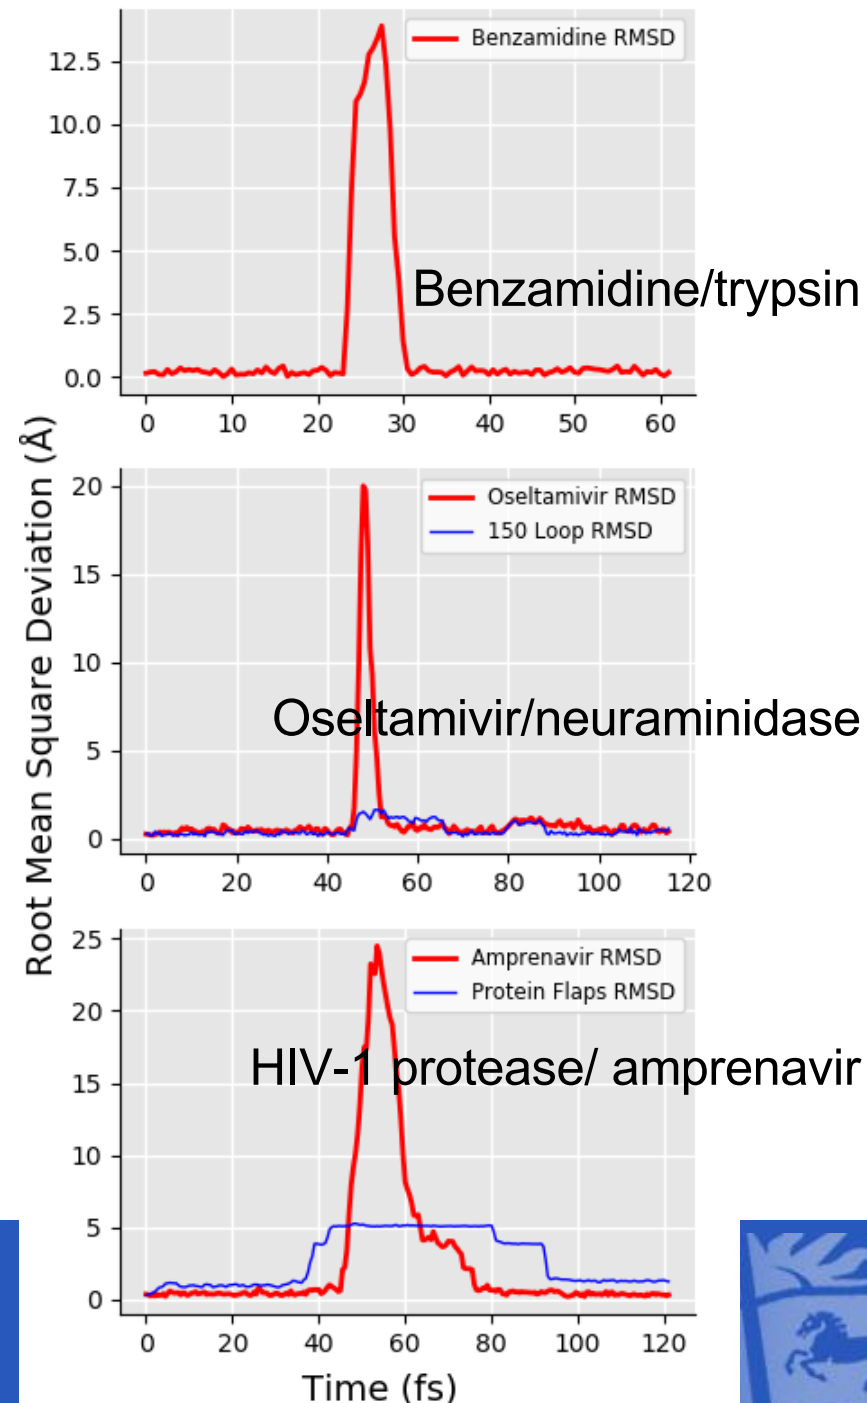 Benzamidine RMSD
12.5
10.0
7.5
5.0
2.5
0.0
Benzamidine/trypsin
0 10 20 30 40 50 60
Root Mean Square Deviation (Å)
Oseltamivir RMSD
150 Loop RMSD
20
15
10
5
0
Oseltamivir/neuraminidase
0 20 40 60 80 100 120
Amprenavir RMSD
Protein Flaps RMSD
25
20
15
10
5
0
HIV-1 protease/ amprenavir
0 20 40 60 80 100 120
Time (fs)